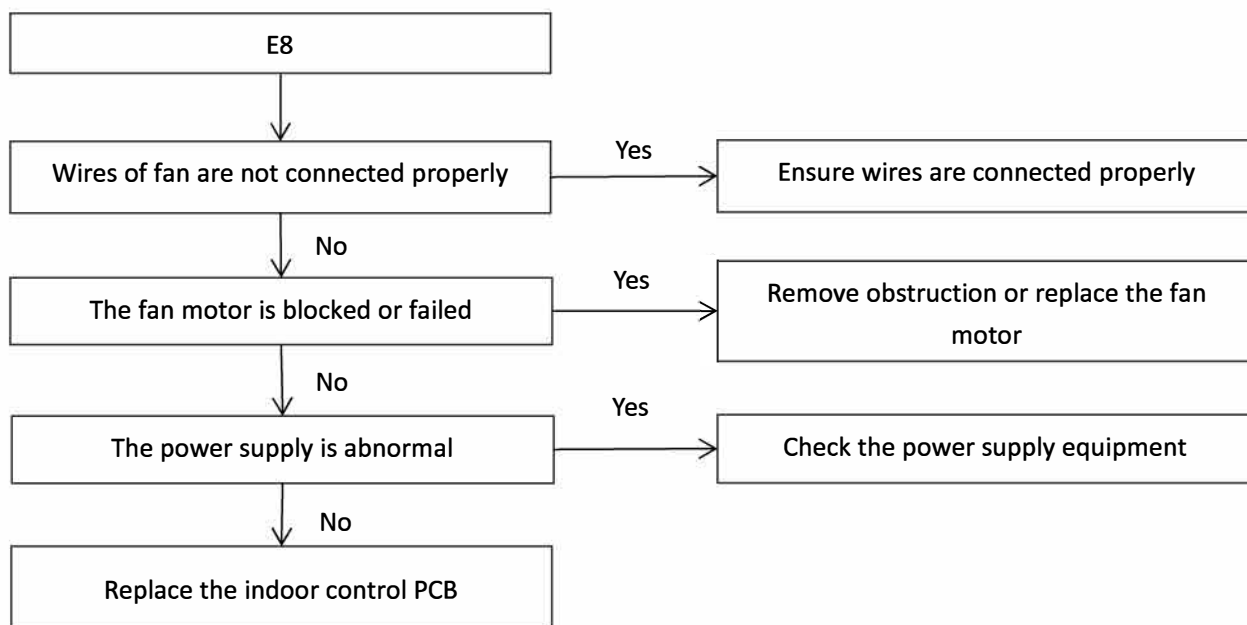 E8
Wires of fan are not connected properly
Yes
Ensure wires are connected properly
No
The fan motor is blocked or failed
Yes
Remove obstruction or replace the fan
motor
No
The power supply is abnormal
Yes
Check the power supply equipment
No
Replace the indoor control PCB